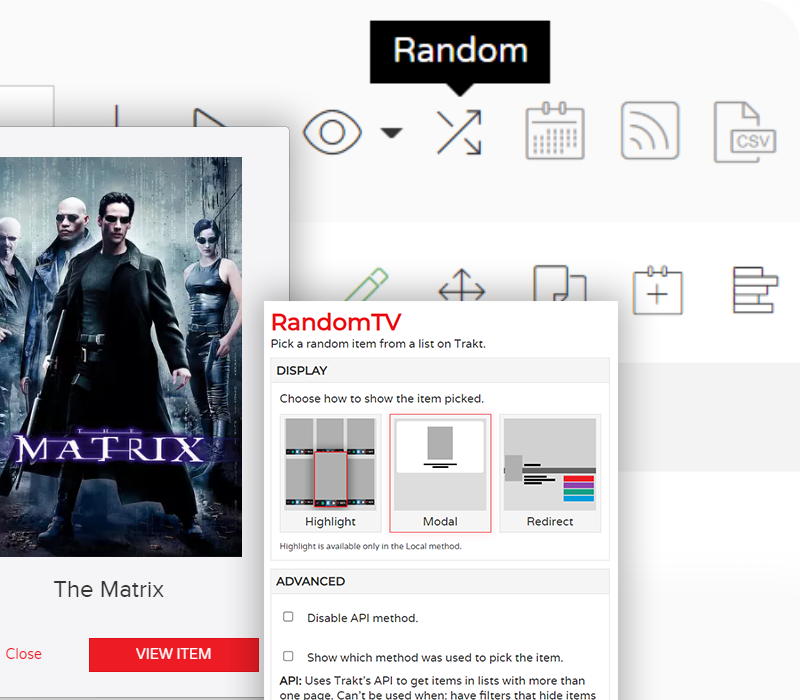 Random
CSV
THE
MATRIX
The Matrix
Close
VIEW ITEM
RandomTV
Pick a random item from a list on Trakt.
DISPLAY
Choose how to show the item picked.
Highlight
Modal
Redirect
Highlight is available only in the Local method.
ADVANCED
Disable API method.
Show which method was used to pick the item.
API: Uses Trakt's API to get items in lists with more than
one page. Can't be used when: have filters that hide items